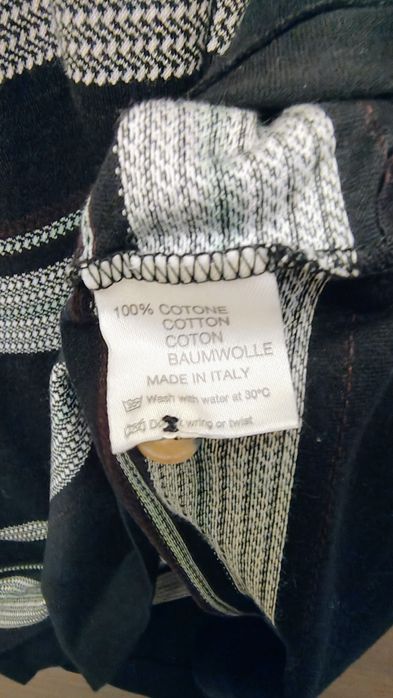 100% COTONE
COTTON
COTON
BAUMWOLLE
MADE IN ITALY
Wash with water at 30°C
wring or twist